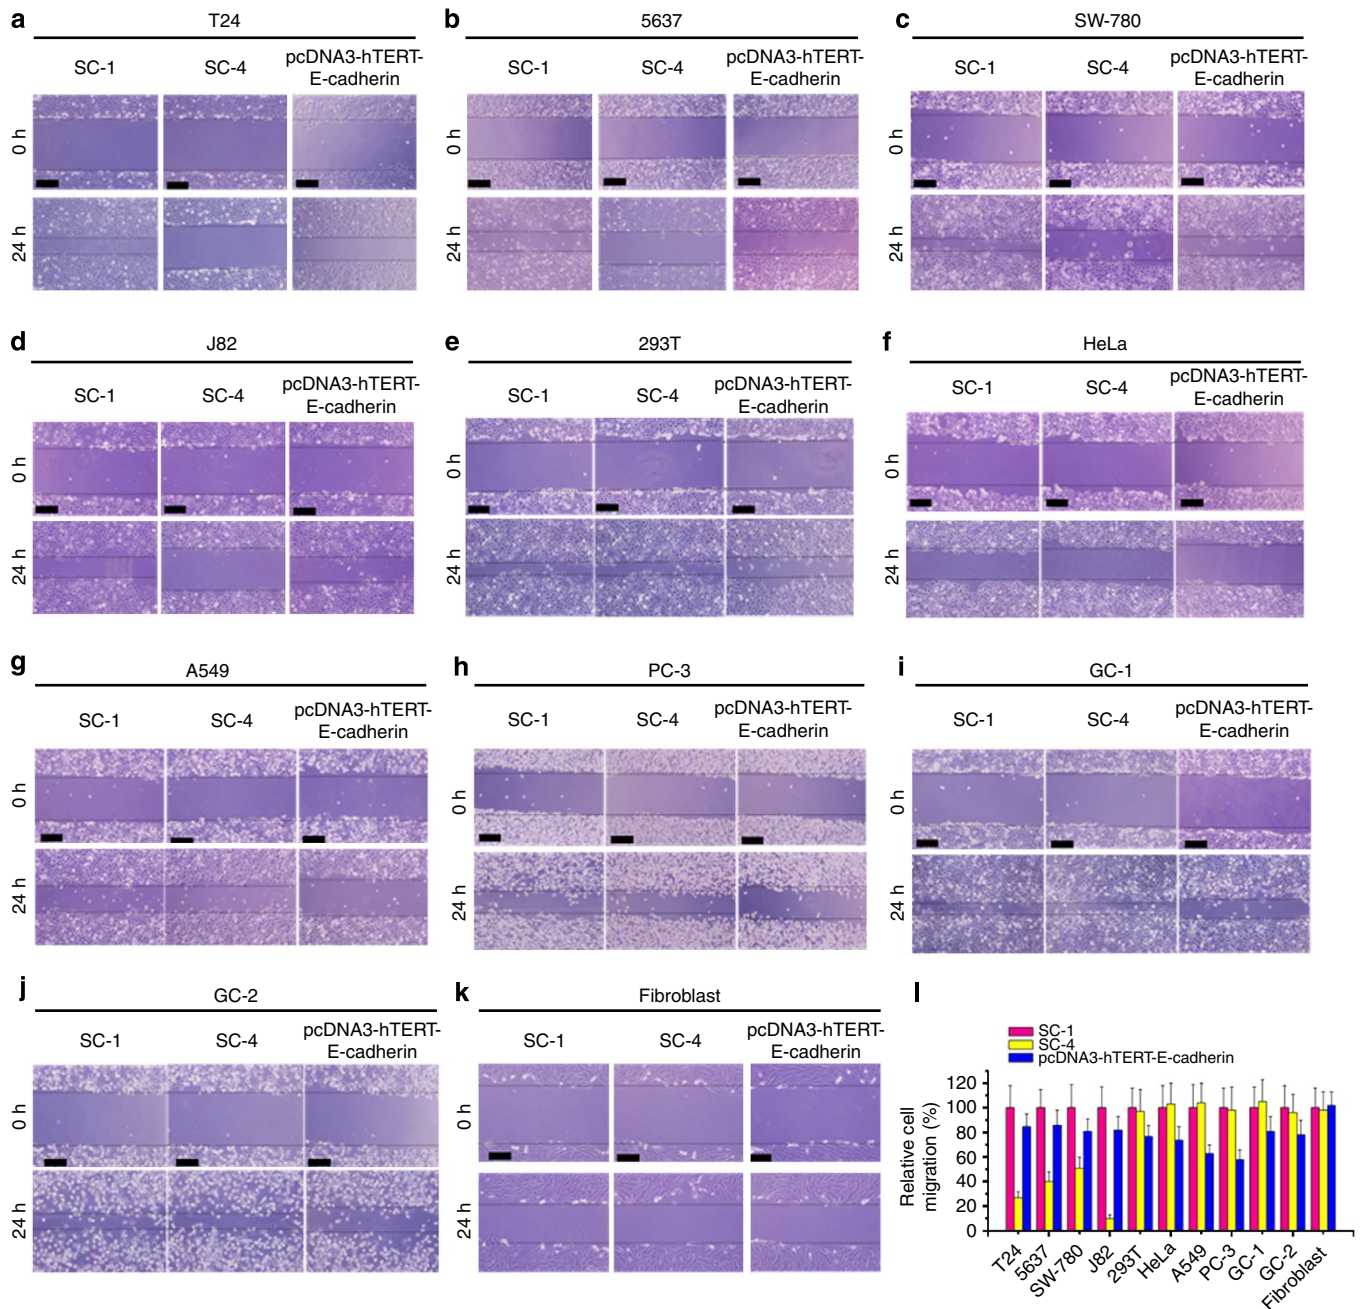 a
T24
SC-1
SC-4
pcDNA3-hTERT-
E-cadherin
0 h
24 h
b
5637
SC-1
SC-4
pcDNA3-hTERT-
E-cadherin
c
SW-780
SC-1
SC-4
pcDNA3-hTERT-
E-cadherin
0 h
24 h
d
J82
SC-1
SC-4
pcDNA3-hTERT-
E-cadherin
0 h
24 h
e
293T
SC-1
SC-4
pcDNA3-hTERT-
E-cadherin
0 h
24 h
f
HeLa
SC-1
SC-4
pcDNA3-hTERT-
E-cadherin
0 h
24 h
g
A549
SC-1
SC-4
pcDNA3-hTERT-
E-cadherin
0 h
24 h
h
PC-3
SC-1
SC-4
pcDNA3-hTERT-
E-cadherin
0 h
24 h
i
GC-1
SC-1
SC-4
pcDNA3-hTERT-
E-cadherin
0 h
24 h
j
GC-2
SC-1
SC-4
pcDNA3-hTERT-
E-cadherin
0 h
24 h
k
Fibroblast
SC-1
SC-4
pcDNA3-hTERT-
E-cadherin
0 h
24 h
l
SC-1
SC-4
pcDNA3-hTERT-E-cadherin
Relative cell
migration (%)
120
100
80
60
40
20
0
T24
5637
SW-780
J82
293T
HeLa
A549
PC-3
GC-1
GC-2
Fibroblast